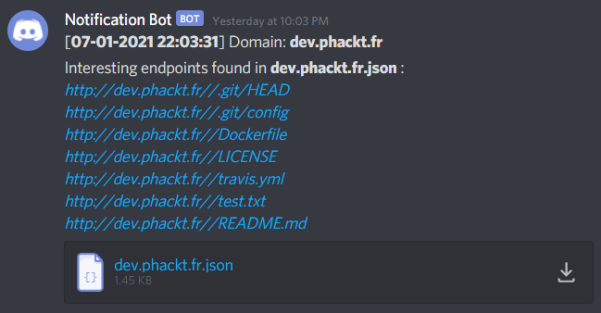 Notification Bot BOT Yesterday at 10:03 PM
[07-01-2021 22:03:31] Domain: dev.phackt.fr
Interesting endpoints found in dev.phackt.fr.json :
http://dev.phackt.fr//.git/HEAD
http://dev.phackt.fr//.git/config
http://dev.phackt.fr//Dockerfile
http://dev.phackt.fr//LICENSE
http://dev.phackt.fr//travis.yml
http://dev.phackt.fr//test.txt
http://dev.phackt.fr//README.md
dev.phackt.fr.json
1.45 KB